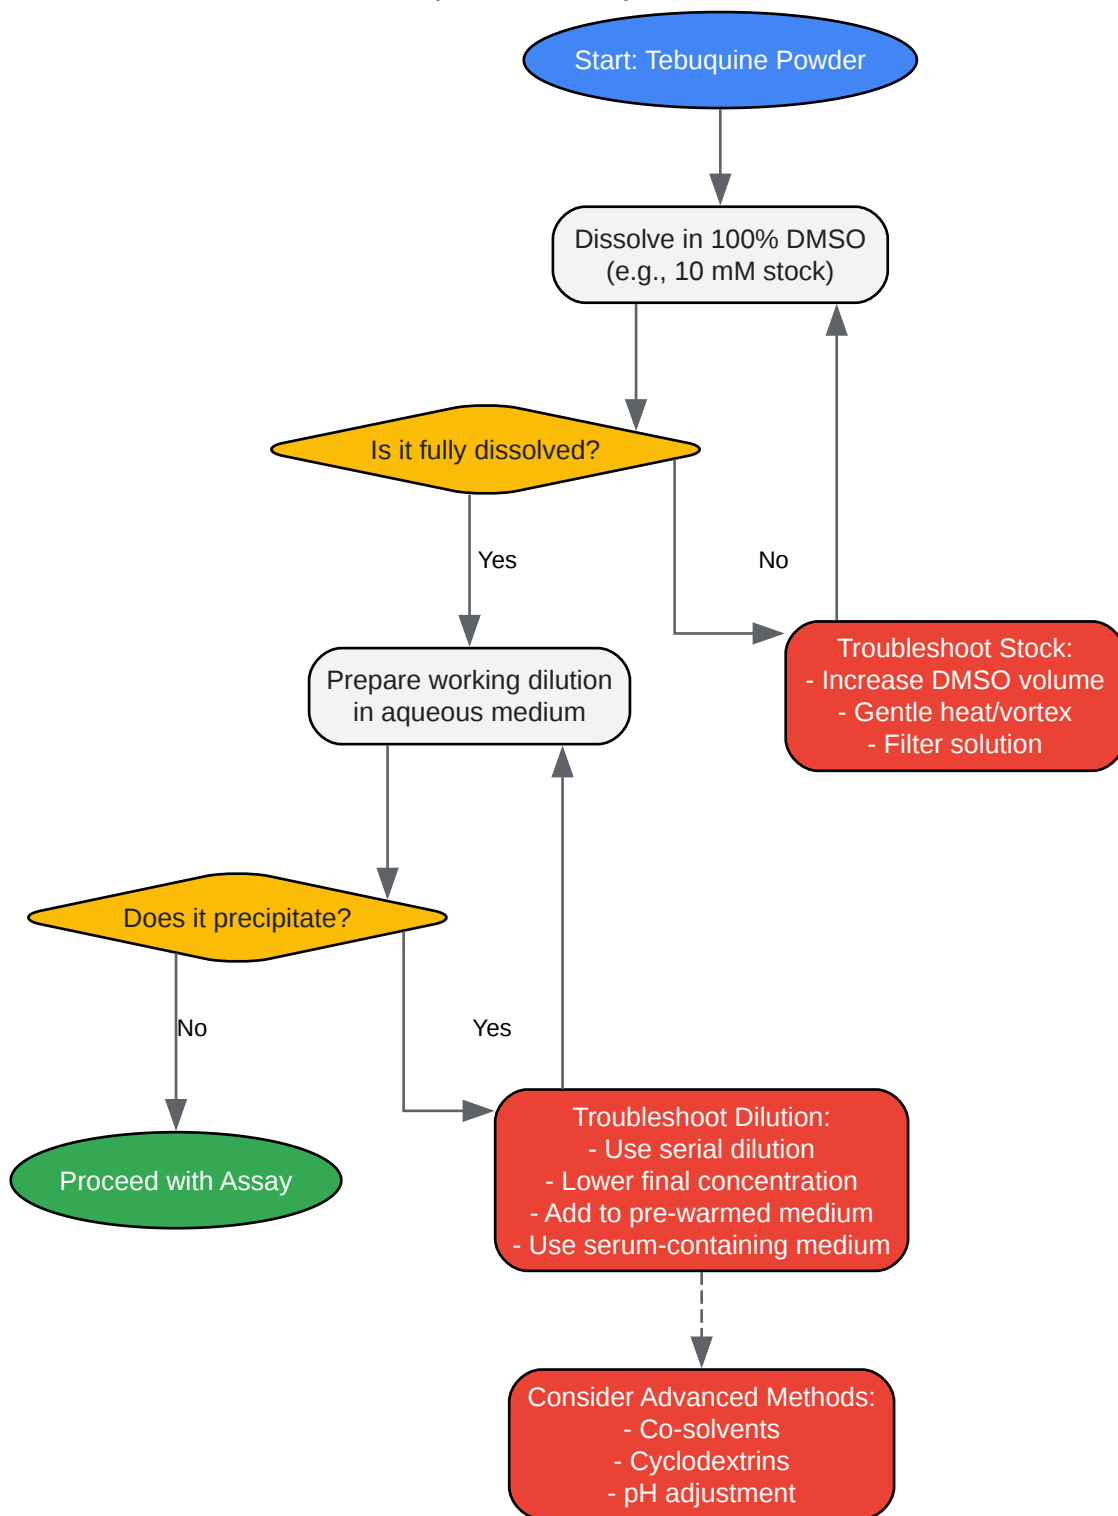 Start: Tebuquine Powder
Dissolve in 100% DMSO
(e.g., 10 mM stock)
Is it fully dissolved?
Yes
No
Troubleshoot Stock:
- Increase DMSO volume
- Gentle heat/vortex
- Filter solution
Prepare working dilution
in aqueous medium
Does it precipitate?
No
Yes
Troubleshoot Dilution:
- Use serial dilution
- Lower final concentration
- Add to pre-warmed medium
- Use serum-containing medium
Proceed with Assay
Consider Advanced Methods:
- Co-solvents
- Cyclodextrins
- pH adjustment